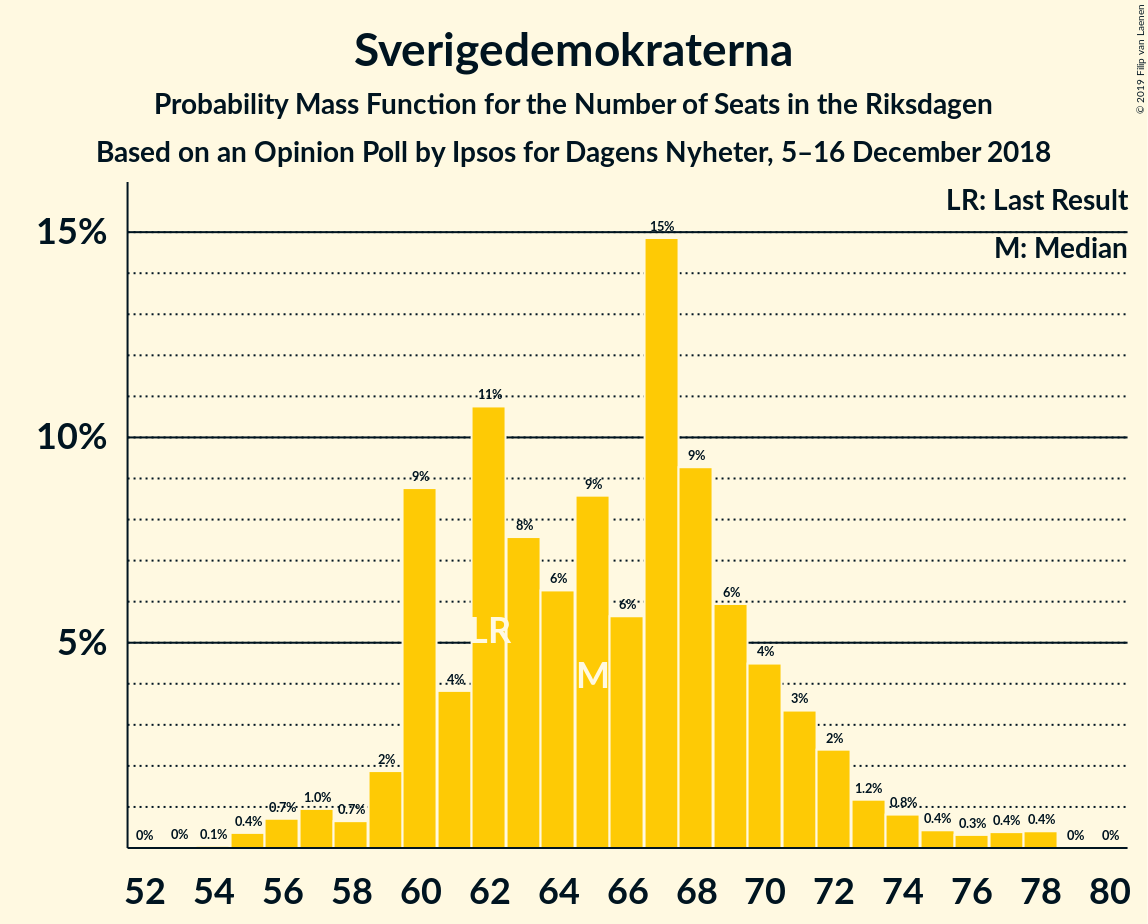 Sverigedemokraterna
Probability Mass Function for the Number of Seats in the Riksdagen
Based on an Opinion Poll by Ipsos for Dagens Nyheter, 5–16 December 2018
© 2019 Filip van Laenen
LR: Last Result
M: Median
15%
10%
5%
0% 0% 0.1% 0.4% 0.7% 1.0% 0.7% 2% 9% 4% 11% 8% 6% 9% 6% 15% 9% 6% 4% 3% 2% 1.2% 0.8% 0.4% 0.3% 0.4% 0.4% 0% 0%
LR
M
52 54 56 58 60 62 64 66 68 70 72 74 76 78 80